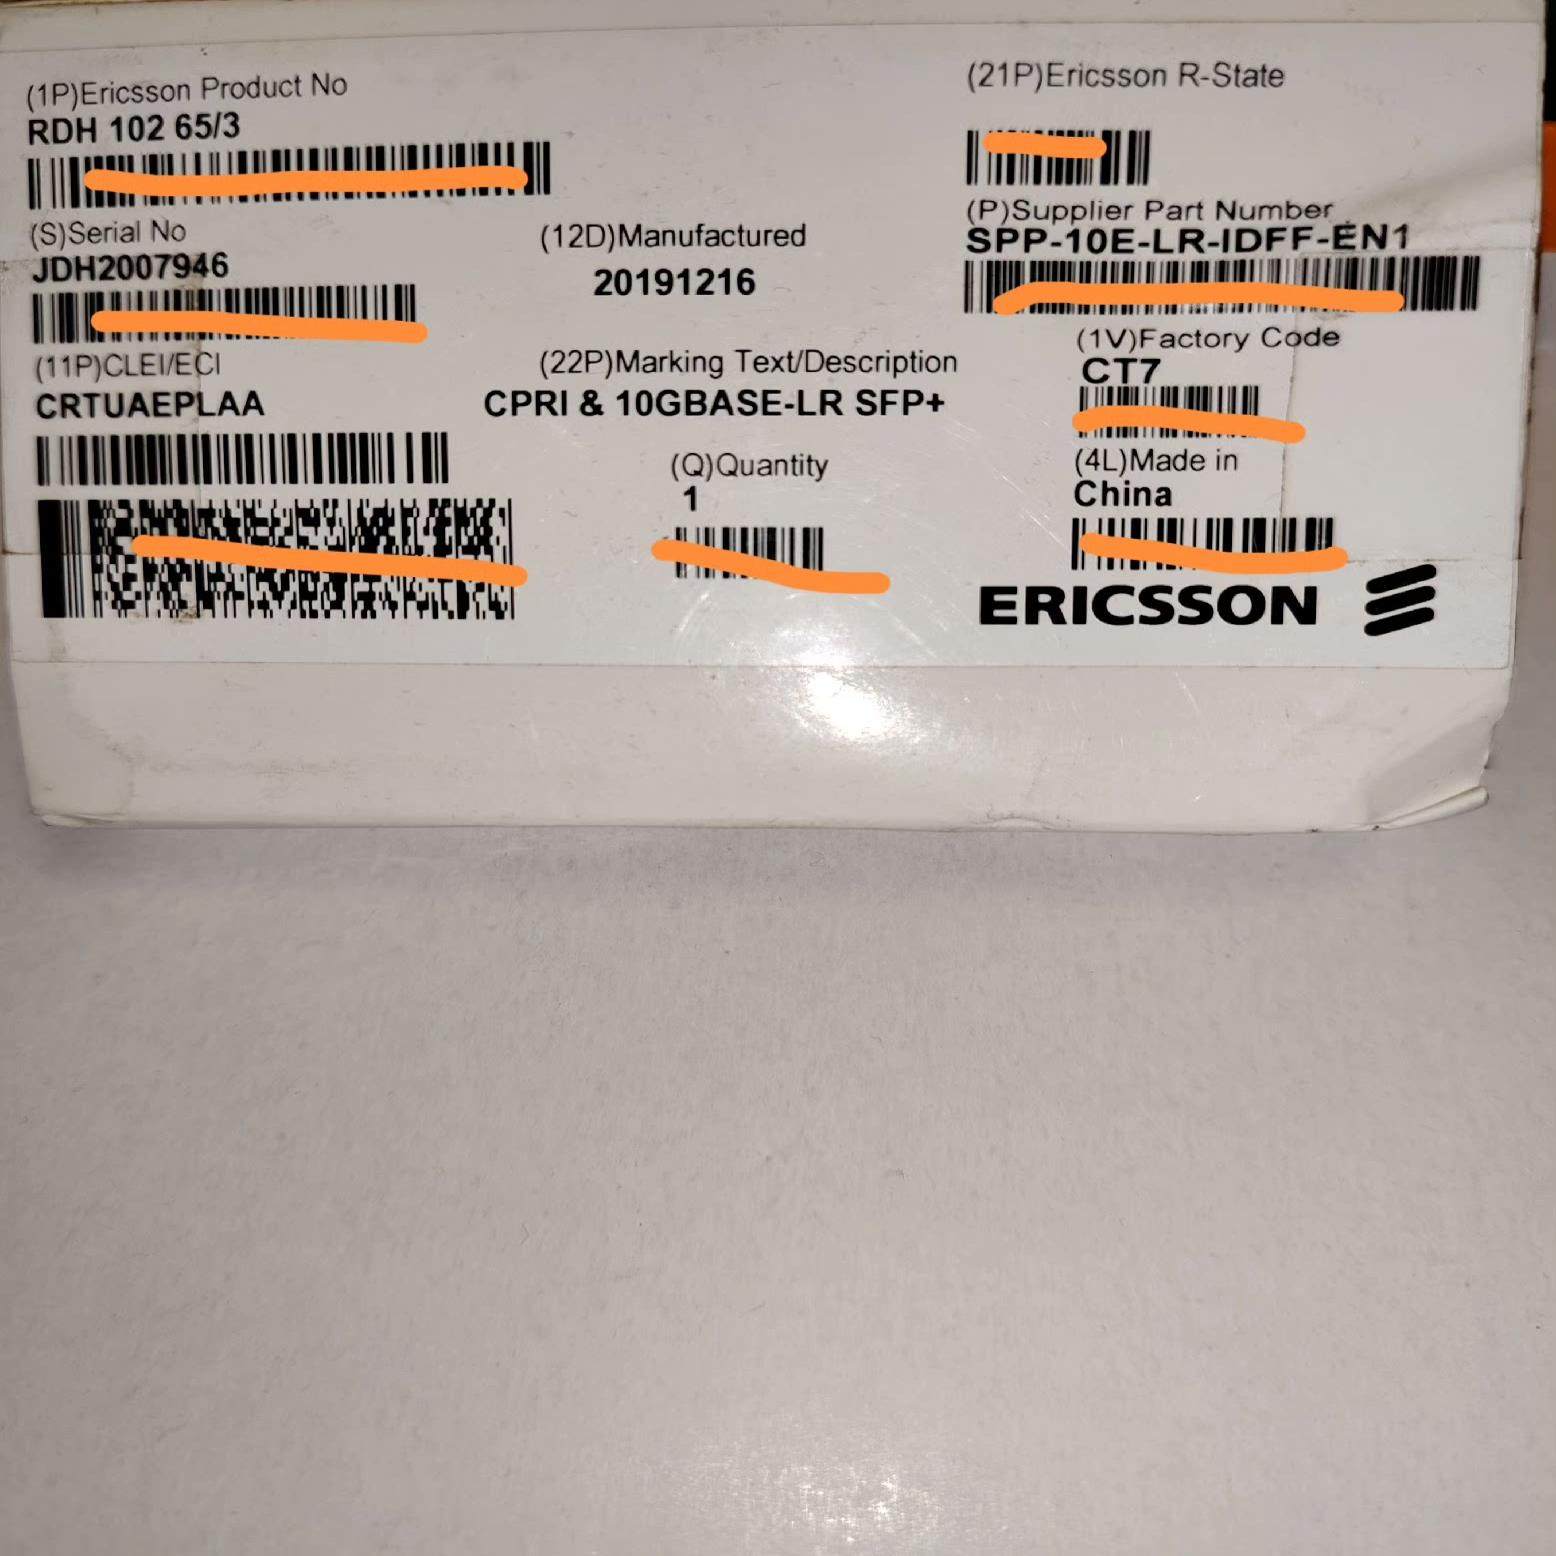 (1P)Ericsson Product No
RDH 102 65/3
(21P)Ericsson R-State
(S)Serial No
JDH2007946
(12D)Manufactured
20191216
(P)Supplier Part Number
SPP-10E-LR-IDFF-EN1
(11P)CLEI/ECI
CRTUAEPLAA
(22P)Marking Text/Description
CPRI & 10GBASE-LR SFP+
(1V)Factory Code
CT7
(Q)Quantity
1
(4L)Made in
China
ERICSSON